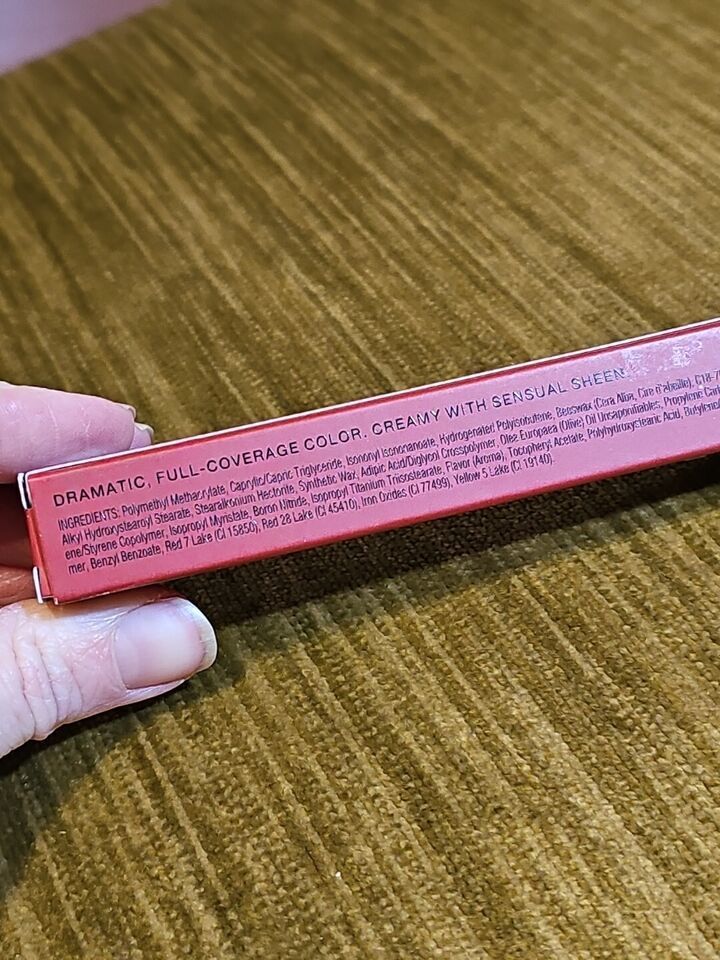 DRAMATIC, FULL-COVERAGE COLOR. CREAMY WITH SENSUAL SHEEN.
INGREDIENTS: Polymethyl Methacrylate, Caprylic/Capric Triglyceride, Isononyl Isononanoate, Hydrogenated Polyisobutene, Beeswax (Cera Alba, Cire d'abeille), C18-
Alkyl Hydroxystearoyl Stearate, Stearalkonium Hectorite, Synthetic Wax, Adipic Acid/Diglycol Crosspolymer, Olea Europaea (Olive) Oil Unsaponifiables, Propylene
ene/Styrene Copolymer, Isopropyl Myristate, Boron Nitride, Isopropyl Titanium Triisostearate, Flavor (Aroma), Tocopheryl Acetate, Polyhydroxystearic Acid, Butylene
mer, Benzyl Benzoate, Red 7 Lake (CI 15850), Red 28 Lake (CI 45410), Iron Oxides (CI 77499), Yellow 5 Lake (CI 19140).